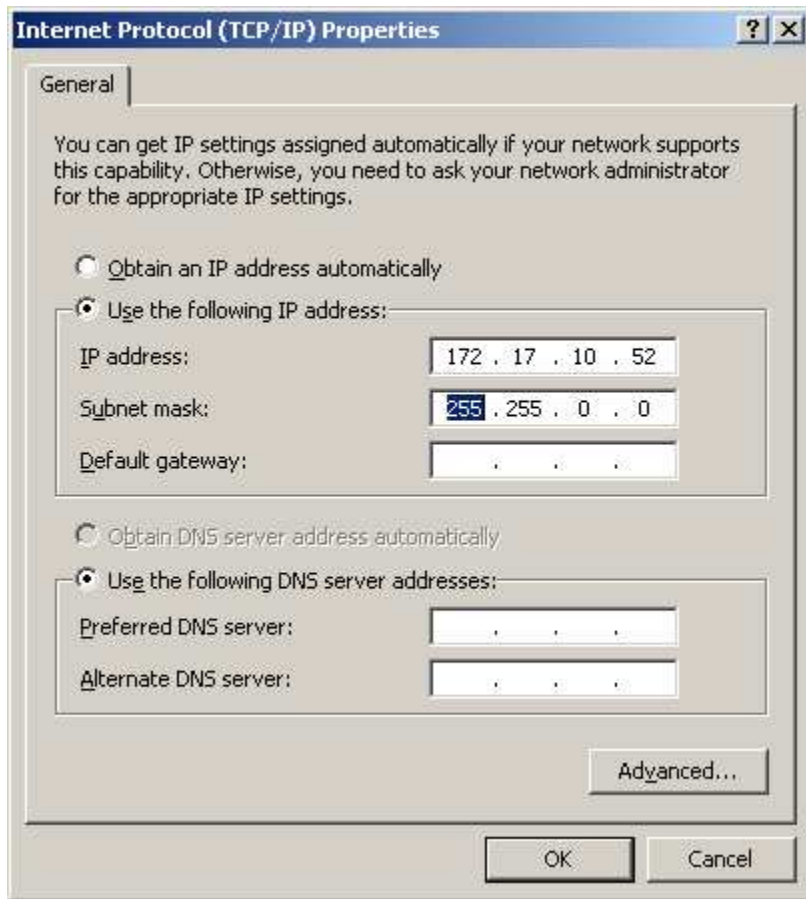 Internet Protocol (TCP/IP) Properties
General
You can get IP settings assigned automatically if your network supports
this capability. Otherwise, you need to ask your network administrator
for the appropriate IP settings.
Obtain an IP address automatically
Use the following IP address:
IP address: 172 . 17 . 10 . 52
Subnet mask: 255 . 255 . 0 . 0
Default gateway: . . .
Obtain DNS server address automatically
Use the following DNS server addresses:
Preferred DNS server: . . .
Alternate DNS server: . . .
Advanced...
OK Cancel